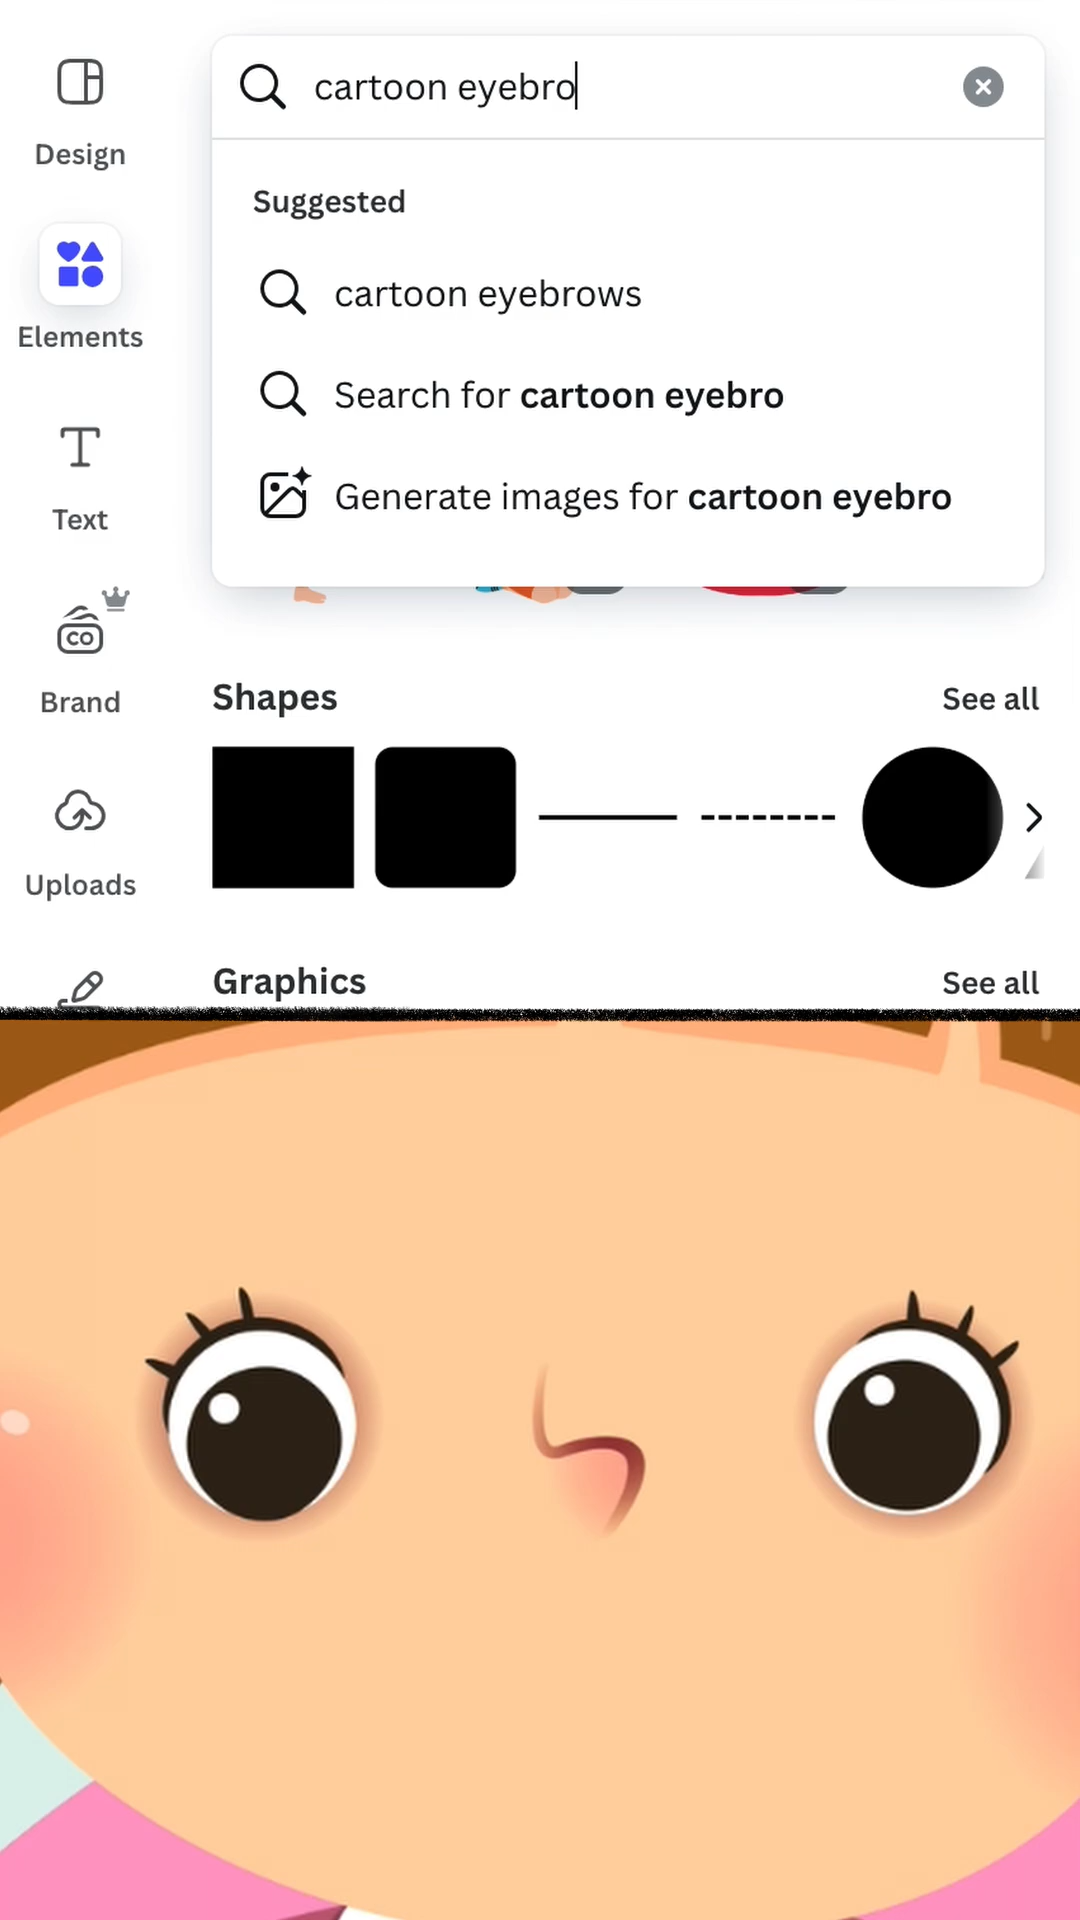 cartoon eyebro
Suggested
cartoon eyebrows
Search for cartoon eyebro
Generate images for cartoon eyebro
Design
Elements
Text
CO
Brand
Uploads
Shapes
See all
Graphics
See all